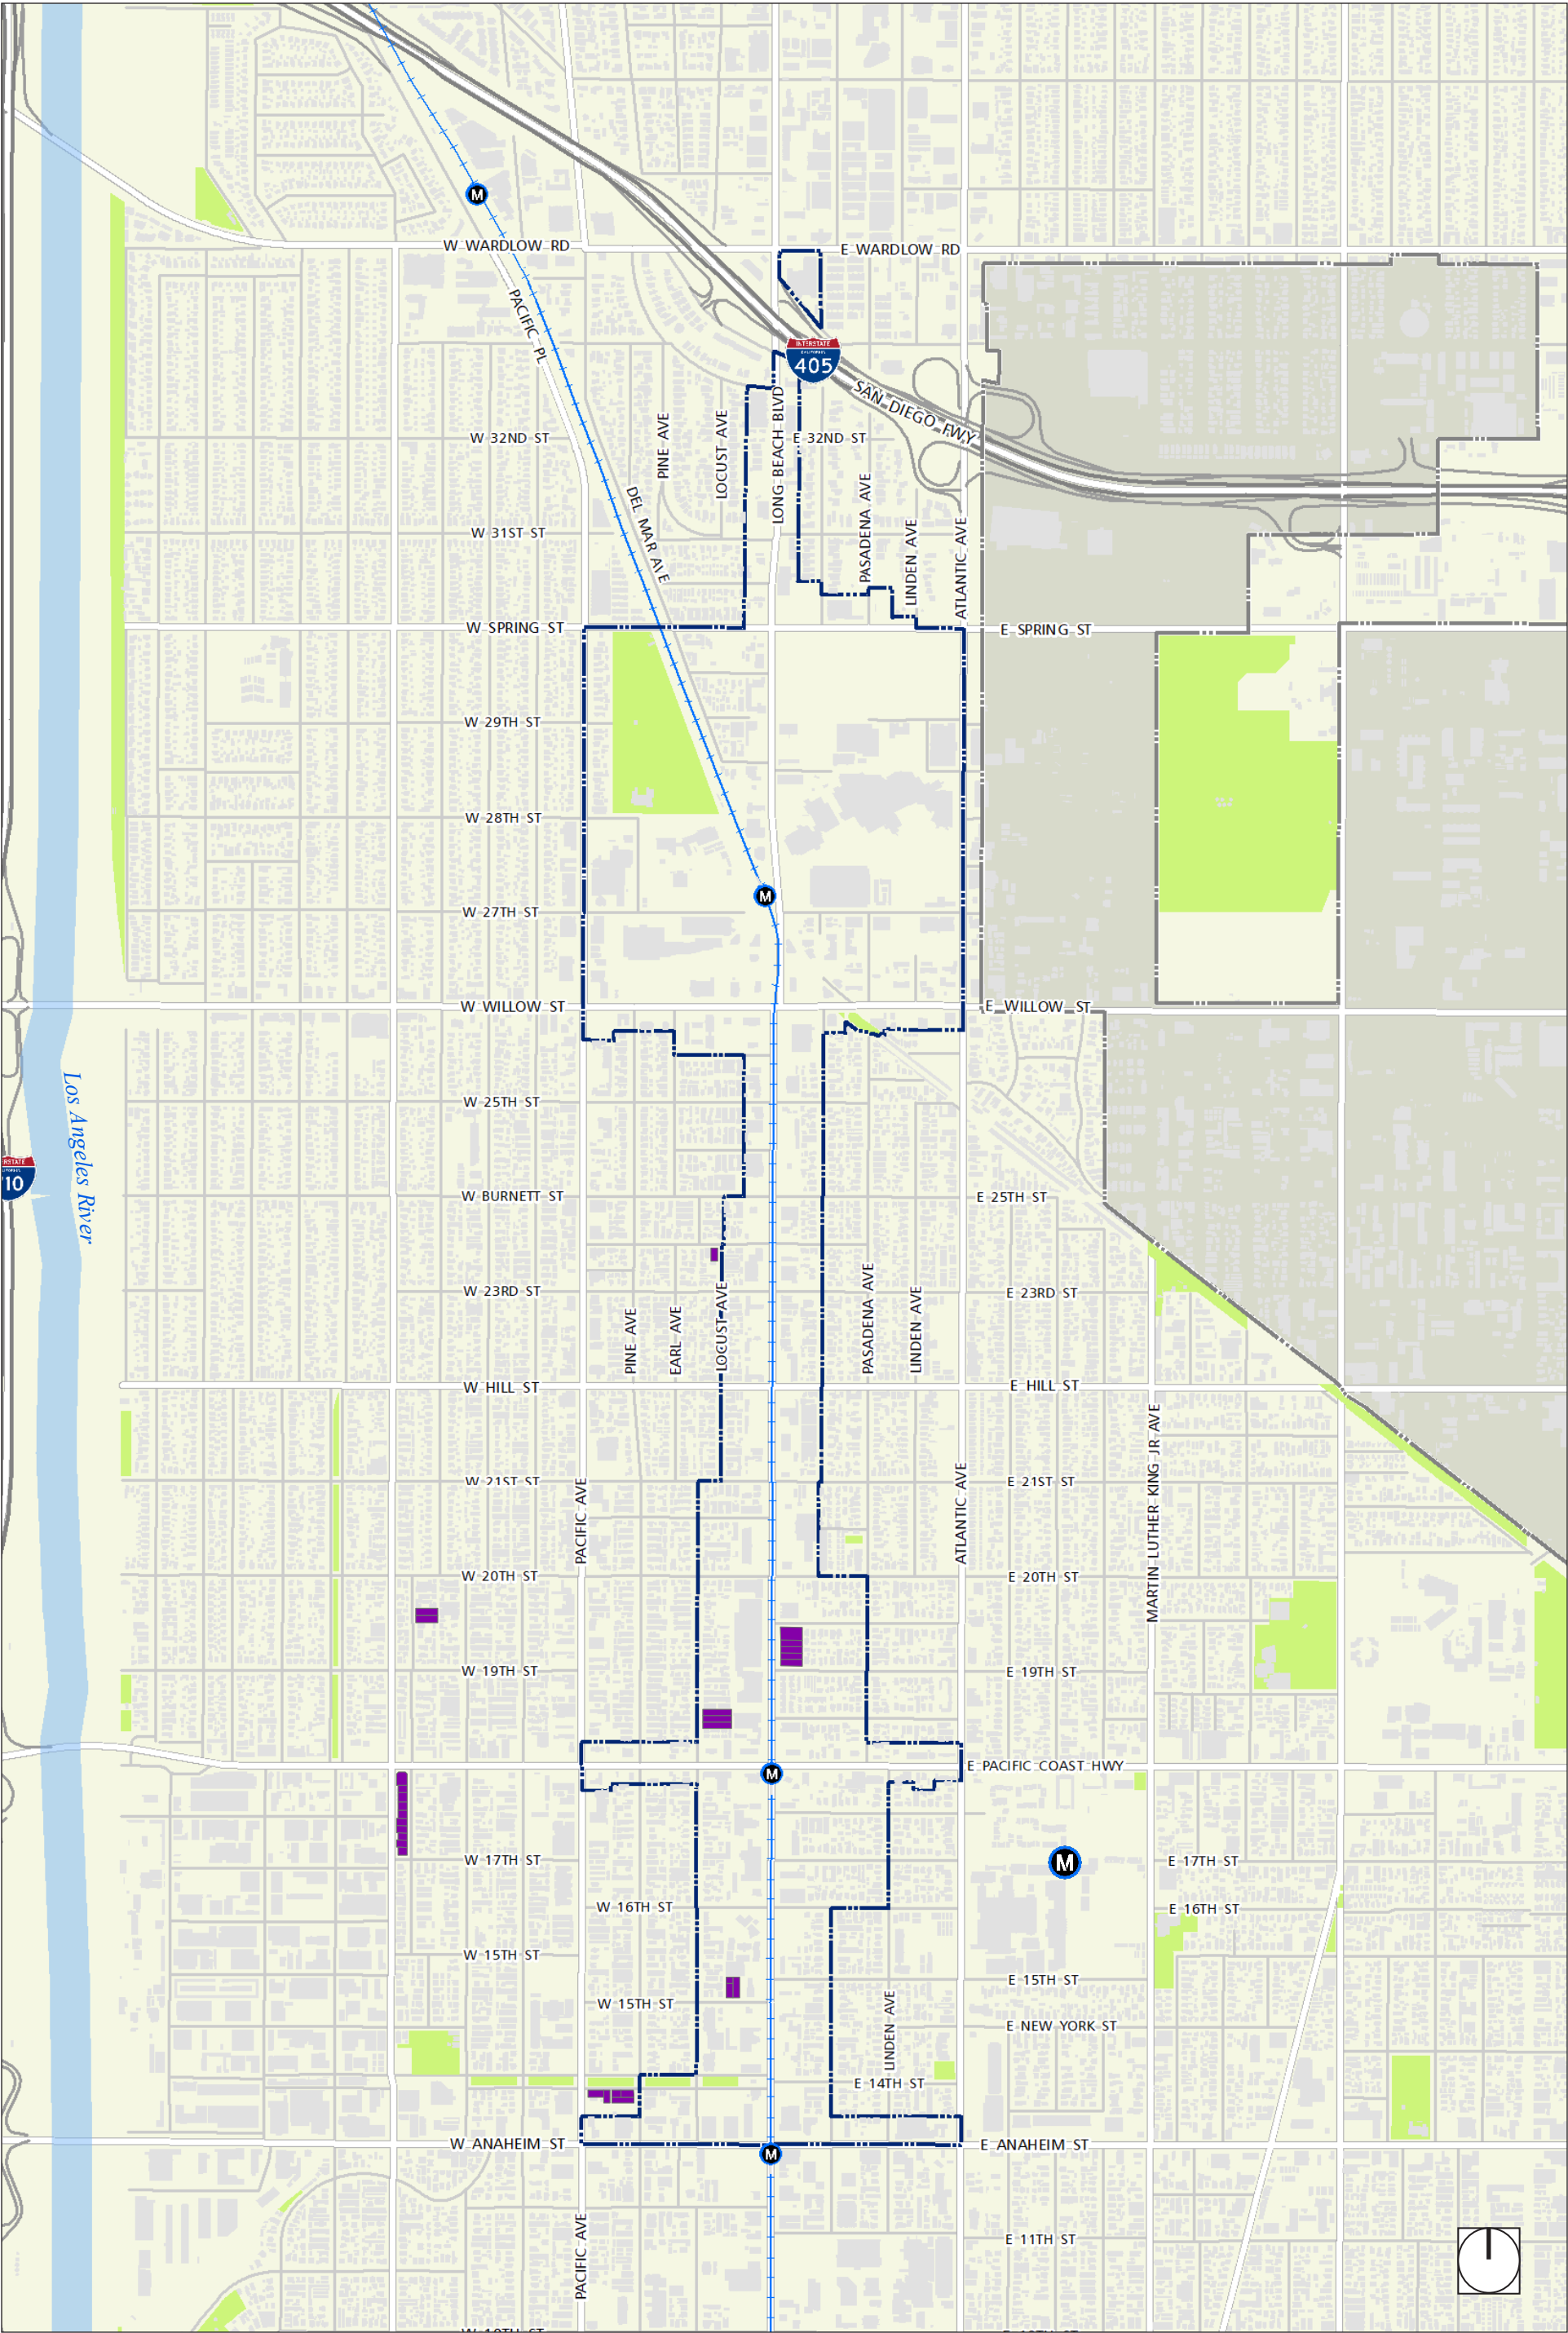 M
W WARDLOW RD
E WARDLOW RD
PACIFIC PL
INTERSTATE
CALIFORNIA
405
SAN DIEGO FWY
PINE AVE
LOCUST AVE
LONG BEACH BLVD
W 32ND ST
E 32ND ST
DEL MAR AVE
PASADENA AVE
LINDEN AVE
ATLANTIC AVE
W 31ST ST
W SPRING ST
E SPRING ST
W 29TH ST
W 28TH ST
M
W 27TH ST
W WILLOW ST
E WILLOW ST
Los Angeles River
W 25TH ST
RSTATE
10
W BURNETT ST
E 25TH ST
W 23RD ST
E 23RD ST
PINE AVE
EARL AVE
LOCUST AVE
PASADENA AVE
LINDEN AVE
W HILL ST
E HILL ST
MARTIN LUTHER KING JR AVE
W 21ST ST
E 21ST ST
PACIFIC AVE
ATLANTIC AVE
W 20TH ST
E 20TH ST
W 19TH ST
E 19TH ST
E PACIFIC COAST HWY
M
W 17TH ST
M
E 17TH ST
W 16TH ST
E 16TH ST
W 15TH ST
E 15TH ST
W 15TH ST
LINDEN AVE
E NEW YORK ST
E 14TH ST
W ANAHEIM ST
E ANAHEIM ST
M
PACIFIC AVE
E 11TH ST